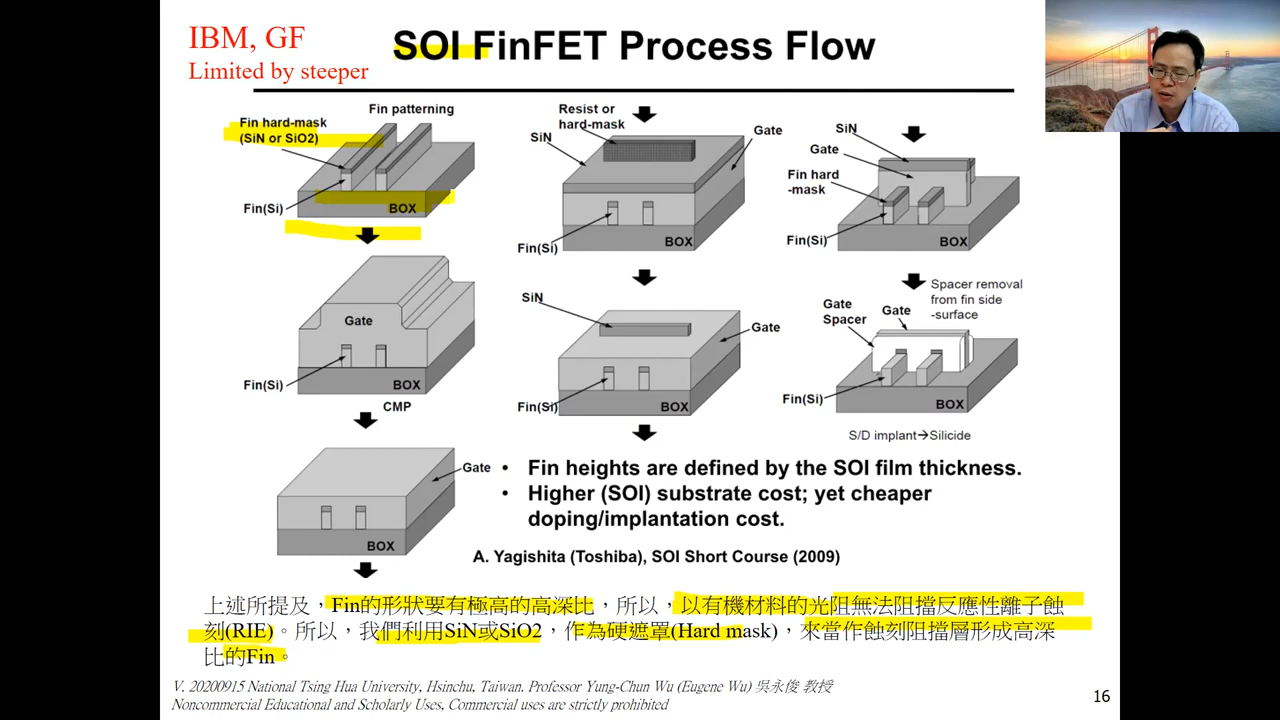 IBM, GF
Limited by steeper
SOI FinFET Process Flow
Fin hard-mask
(SiN or SiO2)
Fin patterning
Fin(Si)
BOX
Gate
Fin(Si)
BOX
CMP
Gate
BOX
Resist or
hard-mask
SiN
Gate
Fin(Si)
BOX
SiN
Gate
Fin(Si)
BOX
SiN
Gate
Fin hard
-mask
Fin(Si)
BOX
Spacer removal
from fin side
-surface
Gate
Spacer
Gate
Fin(Si)
BOX
S/D implant→Silicide
• Fin heights are defined by the SOI film thickness.
• Higher (SOI) substrate cost; yet cheaper
doping/implantation cost.
A. Yagishita (Toshiba), SOI Short Course (2009)
上述所提及，Fin的形狀要有極高的高深比，所以，以有機材料的光阻無法阻擋反應性離子蝕
刻(RIE)。所以，我們利用SiN或SiO2，作為硬遮罩(Hard mask)，來當作蝕刻阻擋層形成高深
比的Fin。
V. 20200915 National Tsing Hua University, Hsinchu, Taiwan. Professor Yung-Chun Wu (Eugene Wu) 吳永俊 教授
Noncommercial Educational and Scholarly Uses, Commercial uses are strictly prohibited
16